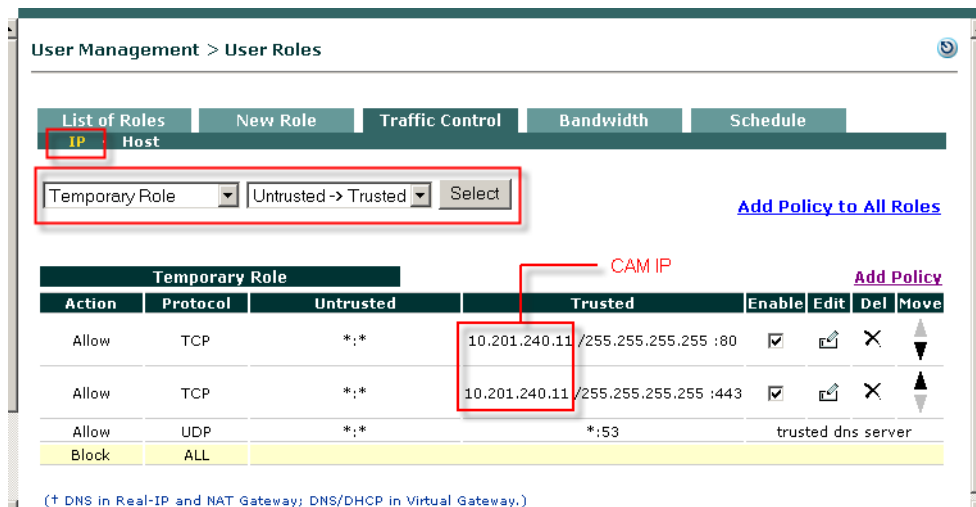 User Management > User Roles
List of Roles New Role Traffic Control Bandwidth Schedule
IP · Host
Temporary Role Untrusted -> Trusted Select
Add Policy to All Roles
CAM IP
Temporary Role Add Policy
Action Protocol Untrusted Trusted Enable Edit Del Move
Allow TCP *:* 10.201.240.11 /255.255.255.255 :80
Allow TCP *:* 10.201.240.11 /255.255.255.255 :443
Allow UDP *:* *:53 trusted dns server
Block ALL
(† DNS in Real-IP and NAT Gateway; DNS/DHCP in Virtual Gateway.)